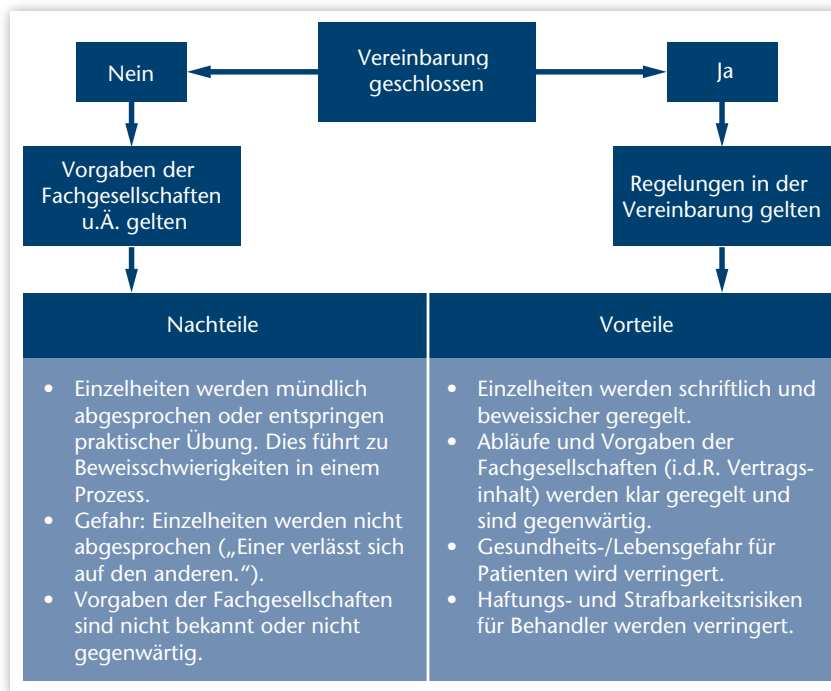 Vereinbarung
geschlossen
Nein
Ja
Vorgaben der
Fachgesellschaften
u.Ä. gelten
Regelungen in der
Vereinbarung gelten
Nachteile
• Einzelheiten werden mündlich
abgesprochen oder entspringen
praktischer Übung. Dies führt zu
Beweisschwierigkeiten in einem
Prozess.
• Gefahr: Einzelheiten werden nicht
abgesprochen („Einer verlässt sich
auf den anderen.“).
• Vorgaben der Fachgesellschaften
sind nicht bekannt oder nicht
gegenwärtig.
Vorteile
• Einzelheiten werden schriftlich und
beweissicher geregelt.
• Abläufe und Vorgaben der
Fachgesellschaften (i.d.R. Vertrags-
inhalt) werden klar geregelt und
sind gegenwärtig.
• Gesundheits-/Lebensgefahr für
Patienten wird verringert.
• Haftungs- und Strafbarkeitsrisiken
für Behandler werden verringert.